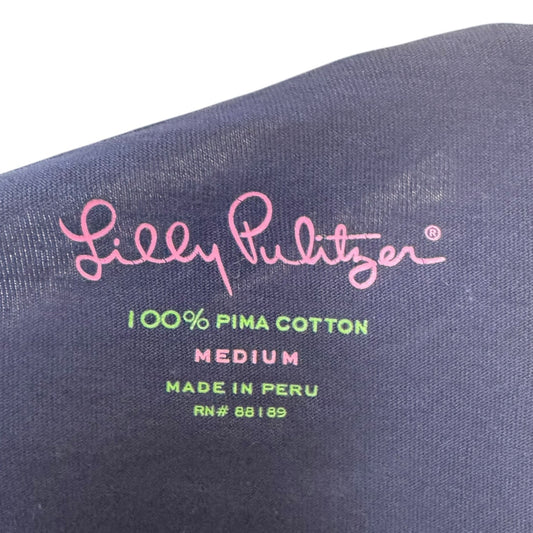 Lilly Pulitzer®
100% PIMA COTTON
MEDIUM
MADE IN PERU
RN# 88189